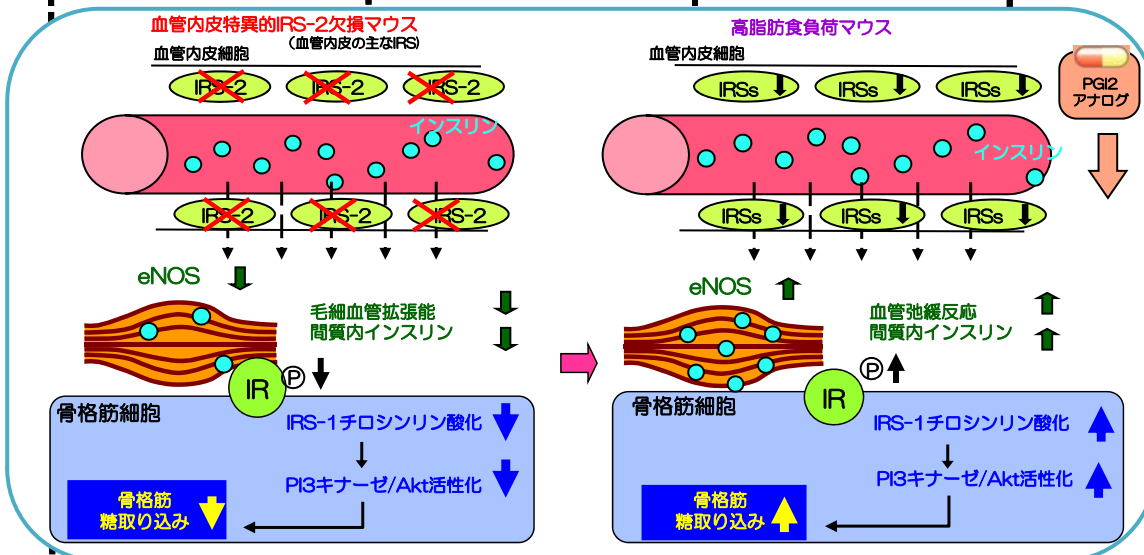 血管内皮特異的IRS-2欠損マウス
(血管内皮の主なIRS)
血管内皮細胞
IRS-2 IRS-2 IRS-2
インスリン
IRS-2 IRS-2 IRS-2
eNOS
毛細血管拡張能
間質内インスリン
IR P
骨格筋細胞
IRS-1チロシンリン酸化
PI3キナーゼ/Akt活性化
骨格筋
糖取り込み
高脂肪食負荷マウス
血管内皮細胞
IRSs IRSs IRSs
PGI2
アナログ
インスリン
IRSs IRSs IRSs
eNOS
血管弛緩反応
間質内インスリン
IR P
骨格筋細胞
IRS-1チロシンリン酸化
PI3キナーゼ/Akt活性化
骨格筋
糖取り込み